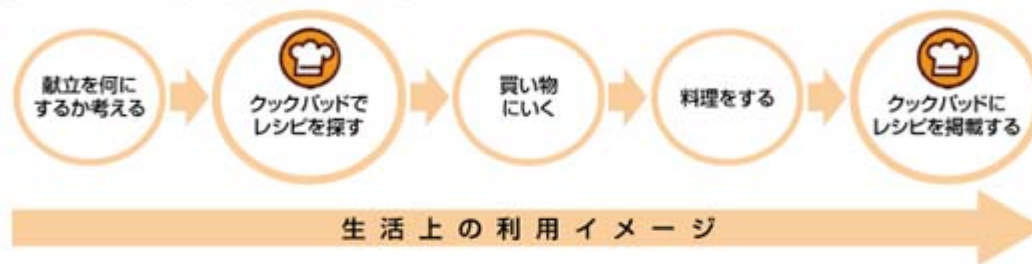 献立を何に
するか考える
クックパッドで
レシピを探す
買い物
にいく
料理をする
クックパッドに
レシピを掲載する
生活上の利用イメージ